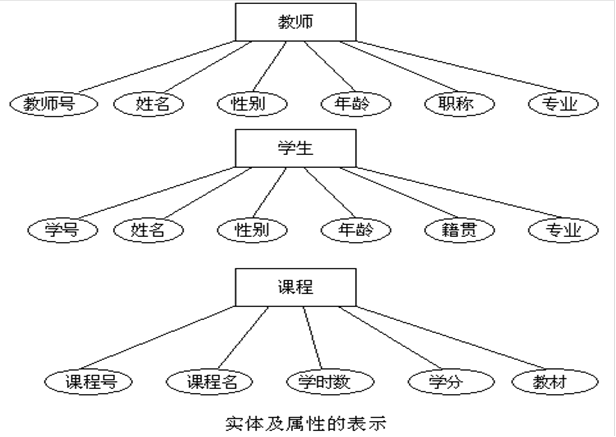 教师
教师号 姓名 性别 年龄 职称 专业
学生
学号 姓名 性别 年龄 籍贯 专业
课程
课程号 课程名 学时数 学分 教材
实体及属性的表示